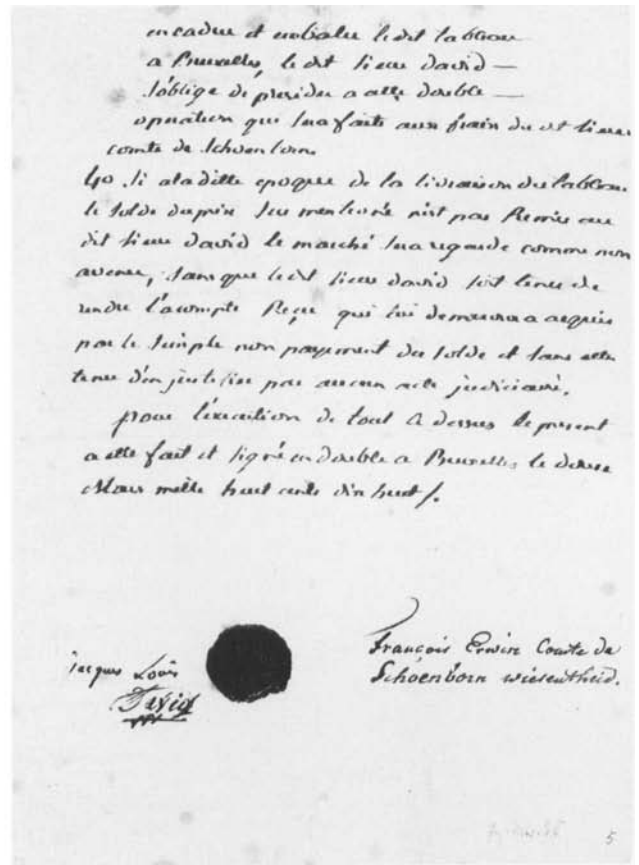 encadré et emballer ledit tableau
a Bruxelles, le dit sieur david —
s'oblige de presider a cette double —
operation qui sera faite aux frais du dt sieur
comte de Schoenborn
4o Si a la ditte epoque de la livraison du tableau
le solde du prix sus mentionné n'est pas Remis au
dit sieur david le marché sera regardé comme non
avenu, sans que ledit sieur david soit tenu de
rendre l'acompte Reçu qui lui demeurera acquis
par le simple non payement du solde et sans etre
tenu d'en justifier par aucun acte judiciaire.
pour l'execution de tout ce dessus le present
a etté fait et signé en double a Bruxelles le douze
Mars mille huit cents dix huit /.
François Erwin Comte de
Schoenborn wiesentheid.
jacques Louis
David
5